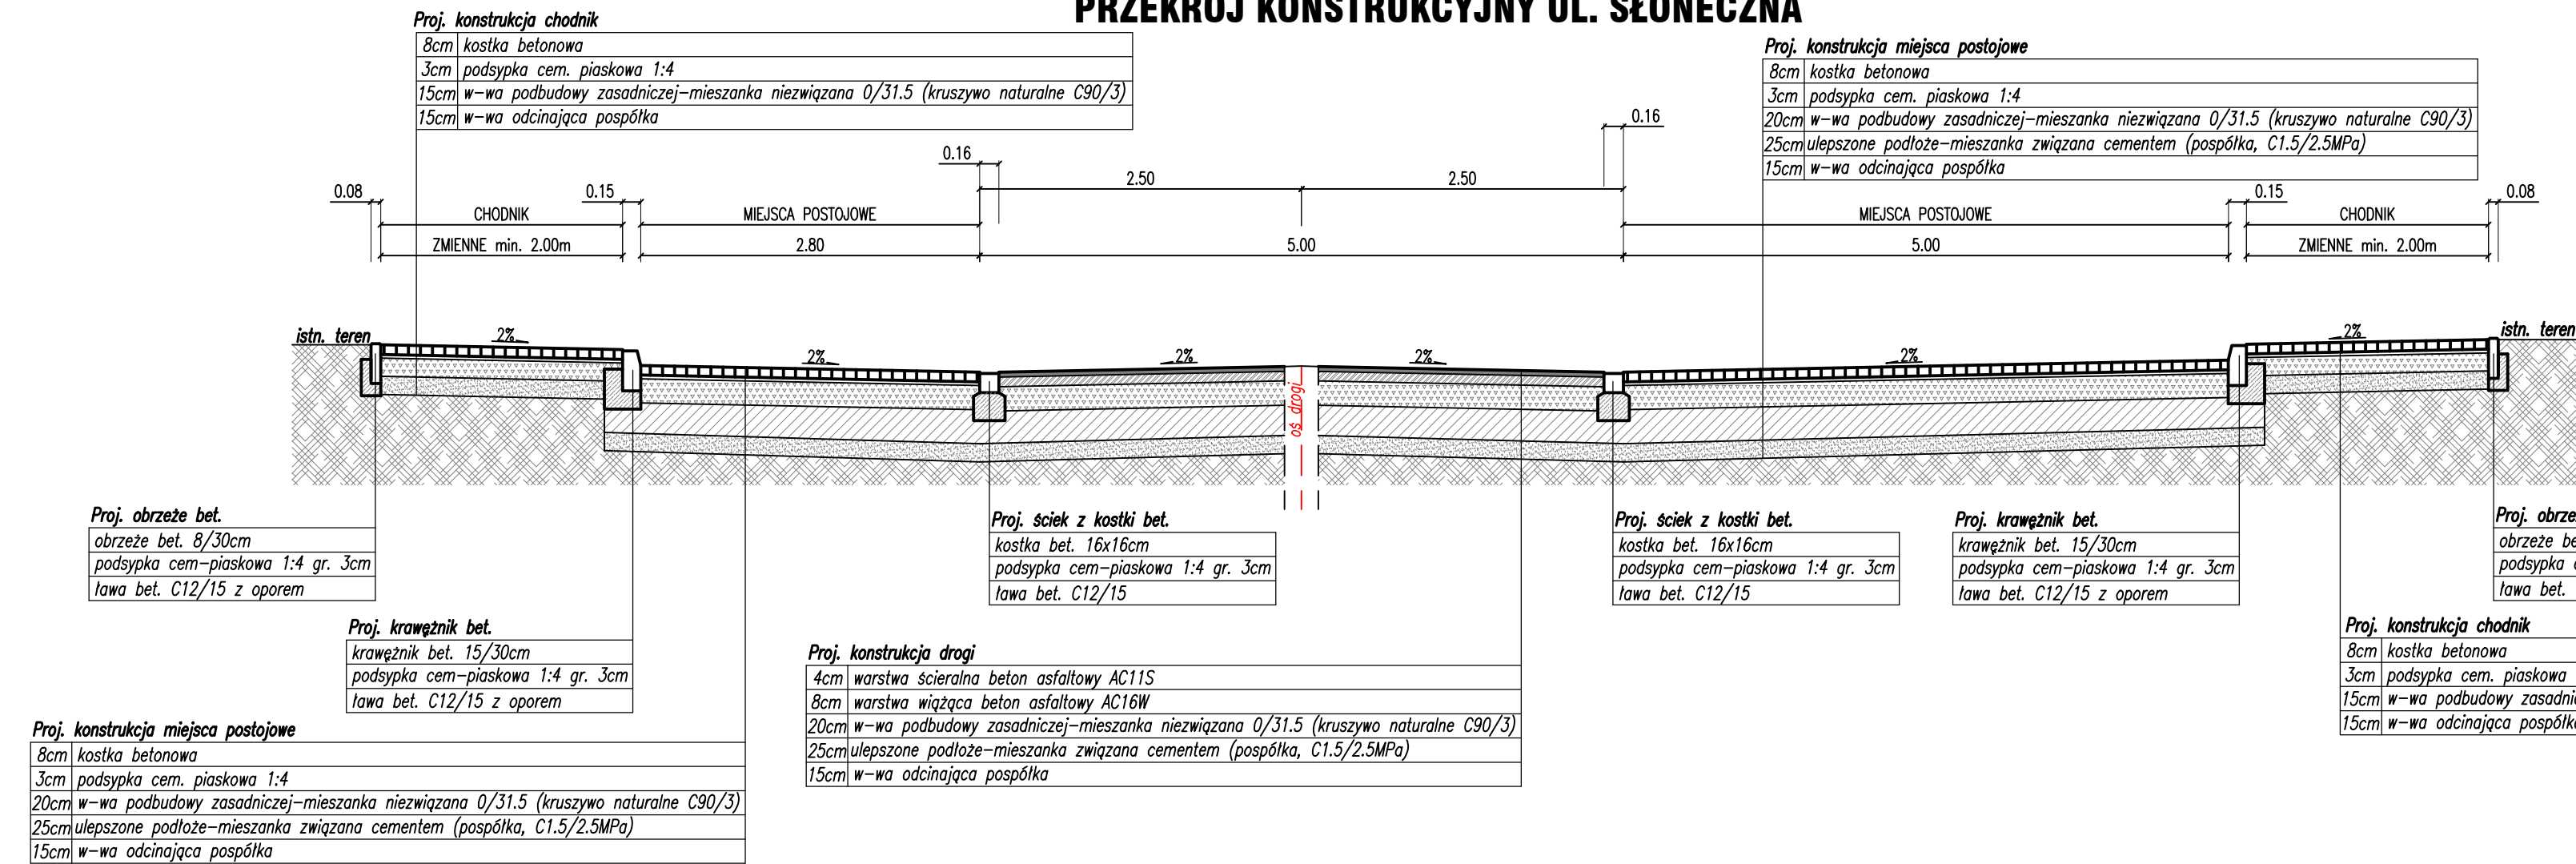 PRZEKRÓJ KONSTRUKCYJNY UL. SŁONECZNA
Proj. konstrukcja chodnik
8cm kostka betonowa
3cm podsypka cem. piaskowa 1:4
15cm w-wa podbudowy zasadniczej-mieszanka niezwiązana 0/31.5 (kruszywo naturalne C90/3)
15cm w-wa odcinająca pospółka
Proj. konstrukcja miejsca postojowe
8cm kostka betonowa
3cm podsypka cem. piaskowa 1:4
20cm w-wa podbudowy zasadniczej-mieszanka niezwiązana 0/31.5 (kruszywo naturalne C90/3)
25cm ulepszone podłoże-mieszanka związana cementem (pospółka, C1.5/2.5MPa)
15cm w-wa odcinająca pospółka
0.16
0.16
2.50 2.50
0.08 0.15 0.15 0.08
CHODNIK MIEJSCA POSTOJOWE MIEJSCA POSTOJOWE CHODNIK
ZMIENNE min. 2.00m 2.80 5.00 5.00 ZMIENNE min. 2.00m
istn. teren 2% 2% 2% 2% 2% 2% istn. teren
oś drogi
Proj. obrzeże bet.
obrzeże bet. 8/30cm
podsypka cem-piaskowa 1:4 gr. 3cm
ława bet. C12/15 z oporem
Proj. krawężnik bet.
krawężnik bet. 15/30cm
podsypka cem-piaskowa 1:4 gr. 3cm
ława bet. C12/15 z oporem
Proj. konstrukcja miejsca postojowe
8cm kostka betonowa
3cm podsypka cem. piaskowa 1:4
20cm w-wa podbudowy zasadniczej-mieszanka niezwiązana 0/31.5 (kruszywo naturalne C90/3)
25cm ulepszone podłoże-mieszanka związana cementem (pospółka, C1.5/2.5MPa)
15cm w-wa odcinająca pospółka
Proj. ściek z kostki bet.
kostka bet. 16x16cm
podsypka cem-piaskowa 1:4 gr. 3cm
ława bet. C12/15
Proj. konstrukcja drogi
4cm warstwa ścieralna beton asfaltowy AC11S
8cm warstwa wiążąca beton asfaltowy AC16W
20cm w-wa podbudowy zasadniczej-mieszanka niezwiązana 0/31.5 (kruszywo naturalne C90/3)
25cm ulepszone podłoże-mieszanka związana cementem (pospółka, C1.5/2.5MPa)
15cm w-wa odcinająca pospółka
Proj. ściek z kostki bet.
kostka bet. 16x16cm
podsypka cem-piaskowa 1:4 gr. 3cm
ława bet. C12/15
Proj. krawężnik bet.
krawężnik bet. 15/30cm
podsypka cem-piaskowa 1:4 gr. 3cm
ława bet. C12/15 z oporem
Proj.
obrzeże
podsypka
ława bet.
Proj. konstrukcja chodnik
8cm kostka betonowa
3cm podsypka cem. piaskowa
15cm w-wa podbudowy
15cm w-wa odcinająca